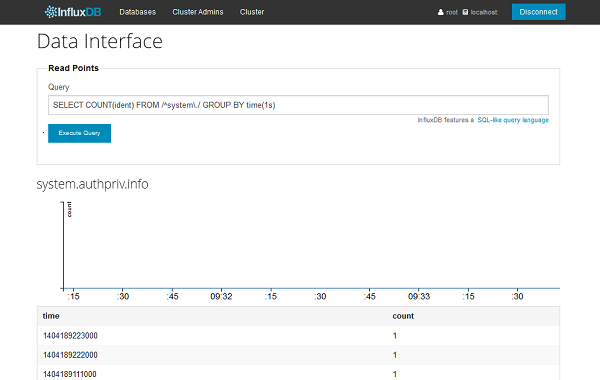 InfluxDB Databases Cluster Admins Cluster root localhost Disconnect
Data Interface
Read Points
Query
SELECT COUNT(ident) FROM /^system\./ GROUP BY time(1s)
InfluxDB features a SQL-like query language
Execute Query
system.authpriv.info
count
:15 :30 :45 09:32 :15 :30 :45 09:33 :15 :30
time count
1404189223000 1
1404189222000 1
1404189111000 1